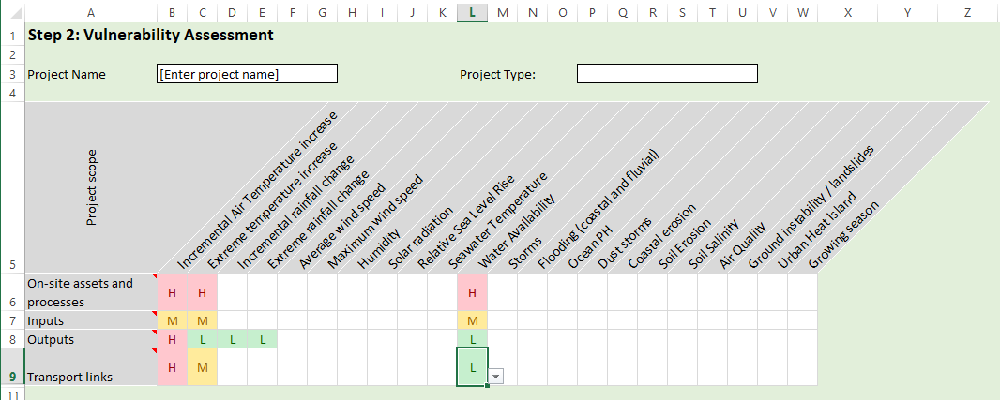 A B C D E F G H I J K L M N O P Q R S T U V W X Y Z
1 Step 2: Vulnerability Assessment
2
3 Project Name [Enter project name] Project Type:
4
5 Project scope
Incremental Air Temperature increase
Extreme temperature increase
Incremental rainfall change
Extreme rainfall change
Average wind speed
Maximum wind speed
Humidity
Solar radiation
Relative Sea Level Rise
Seawater Temperature
Water Availability
Storms
Flooding (coastal and fluvial)
Ocean PH
Dust storms
Coastal erosion
Soil Erosion
Soil Salinity
Air Quality
Ground instability / landslides
Urban Heat Island
Growing season
On-site assets and
6 processes H H H
7 Inputs M M M
8 Outputs H L L L L
9 Transport links H M L
11